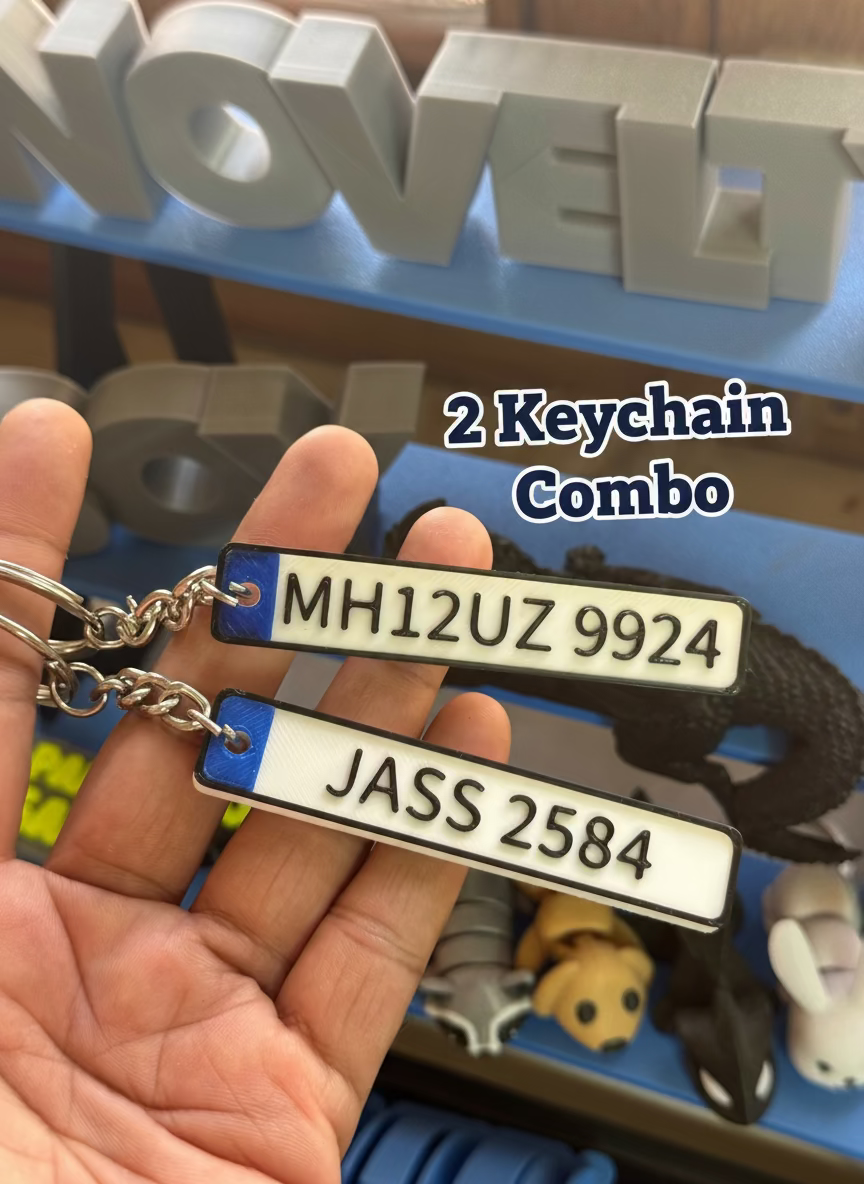 NOVELT
2 Keychain
Combo
MH12UZ 9924
JASS 2584